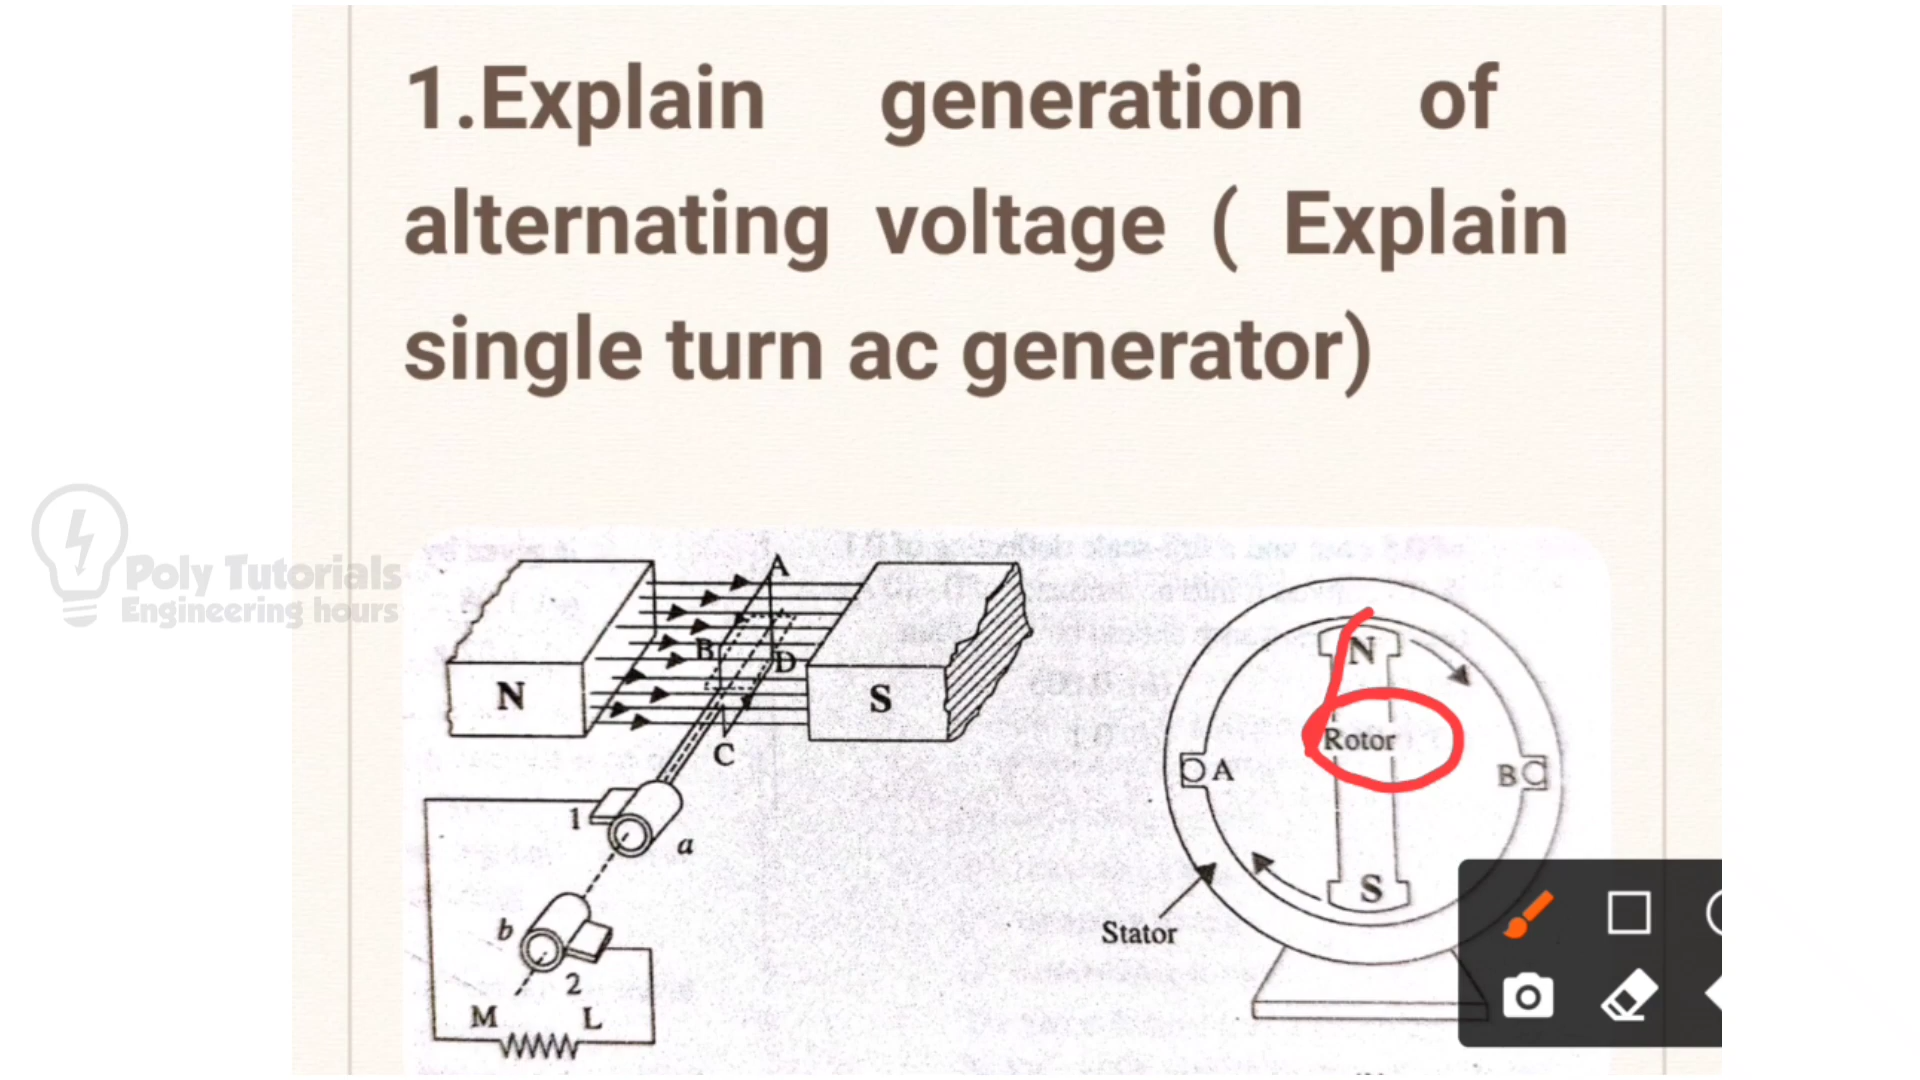 1.Explain generation of
alternating voltage ( Explain
single turn ac generator)
Poly Tutorials
Engineering hours
A
B
D
N
S
C
1
a
b
2
M
L
N
Rotor
A
B
S
Stator